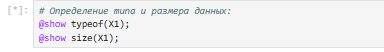 [*]: # Определение типа и размера данных:
@show typeof(X1);
@show size(X1);